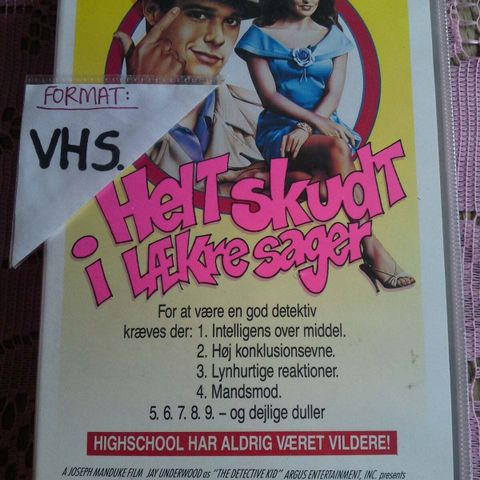 FORMAT:
VHS.
Helt skudt
i lækre sager
For at være en god detektiv
kræves der: 1. Intelligens over middel.
2. Høj konklusionsevne.
3. Lynhurtige reaktioner.
4. Mandsmod.
5. 6. 7. 8. 9. – og dejlige duller
HIGHSCHOOL HAR ALDRIG VÆRET VILDERE!
A JOSEPH MANDUKE FILM JAY UNDERWOOD as "THE DETECTIVE KID" ARGUS ENTERTAINMENT, INC. presents